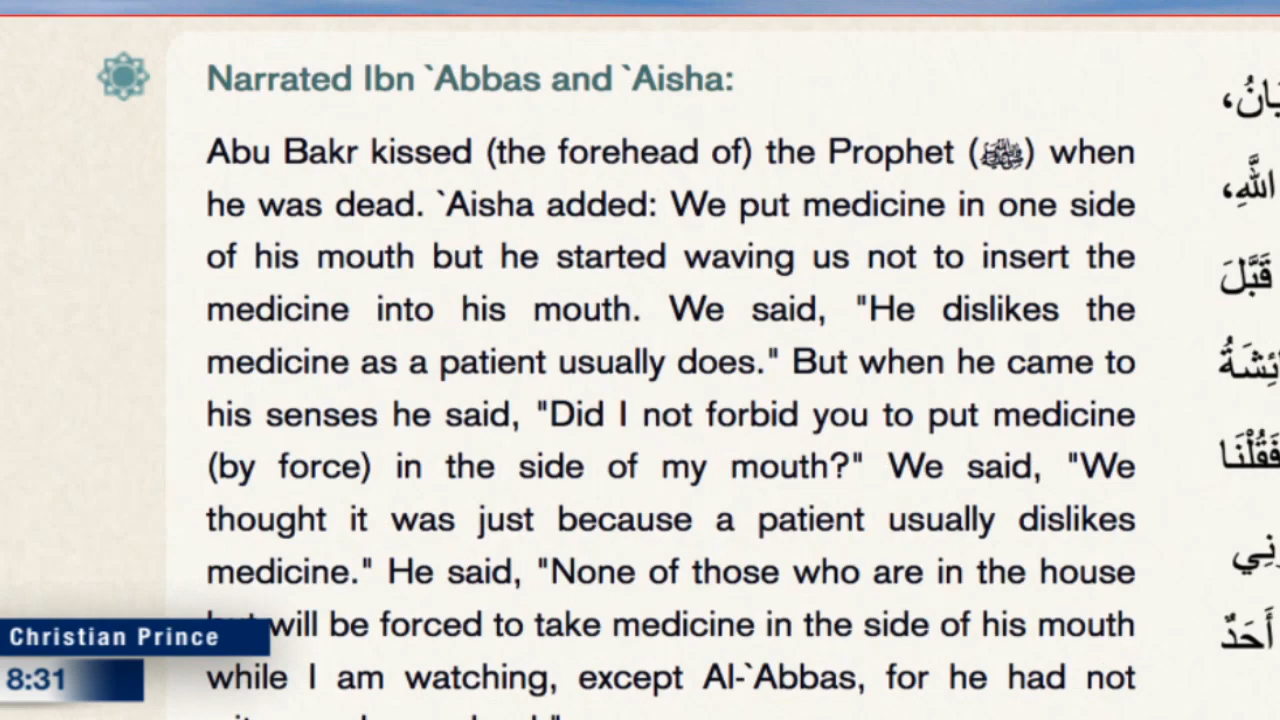 Narrated Ibn `Abbas and `Aisha:
Abu Bakr kissed (the forehead of) the Prophet (ﷺ) when
he was dead. `Aisha added: We put medicine in one side
of his mouth but he started waving us not to insert the
medicine into his mouth. We said, "He dislikes the
medicine as a patient usually does." But when he came to
his senses he said, "Did I not forbid you to put medicine
(by force) in the side of my mouth?" We said, "We
thought it was just because a patient usually dislikes
medicine." He said, "None of those who are in the house
will be forced to take medicine in the side of his mouth
while I am watching, except Al-`Abbas, for he had not
اللَّهِ،
قَبَّلَ
فَقُلْنَا
أَحَدٌ
Christian Prince
8:31